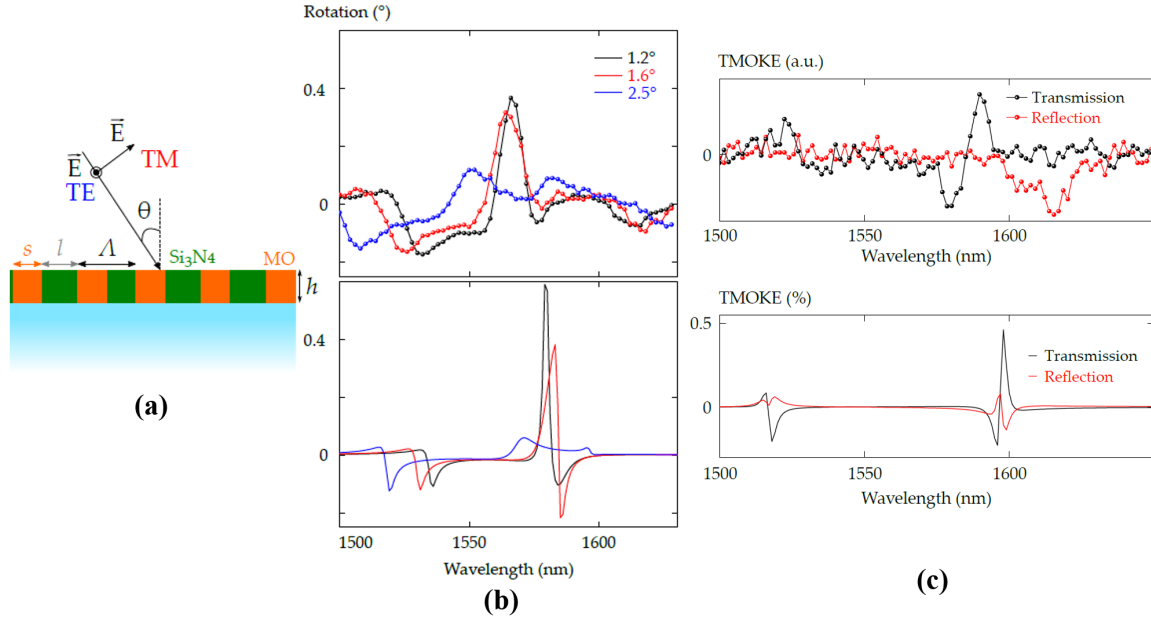 E
E
TM
TE
θ
s
l
Λ
Si3N4
MO
h
(a)
Rotation (°)
1.2°
1.6°
2.5°
0.4
0
0.4
0
1500
1550
1600
Wavelength (nm)
(b)
TMOKE (a.u.)
Transmission
Reflection
0
1500
1550
1600
Wavelength (nm)
TMOKE (%)
0.5
Transmission
Reflection
0
1500
1550
1600
Wavelength (nm)
(c)